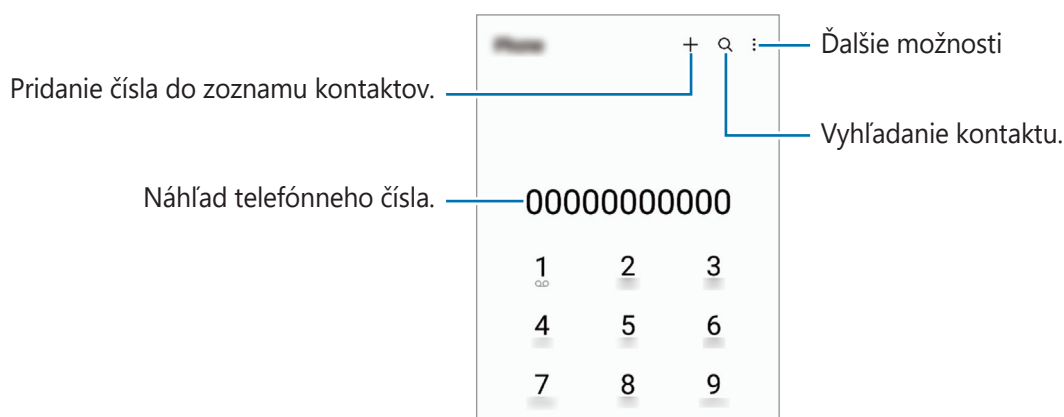 Ďalšie možnosti
Pridanie čísla do zoznamu kontaktov.
Vyhľadanie kontaktu.
Náhľad telefónneho čísla.
00000000000
1 2 3
4 5 6
7 8 9